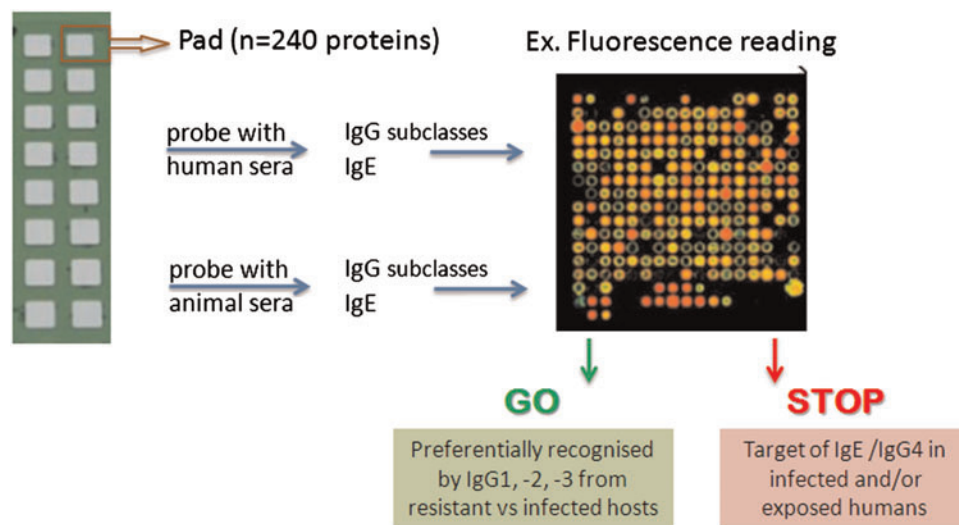 Pad (n=240 proteins)
Ex. Fluorescence reading
probe with
human sera
IgG subclasses
IgE
probe with
animal sera
IgG subclasses
IgE
GO
STOP
Preferentially recognised
by IgG1, -2, -3 from
resistant vs infected hosts
Target of IgE /IgG4 in
infected and/or
exposed humans